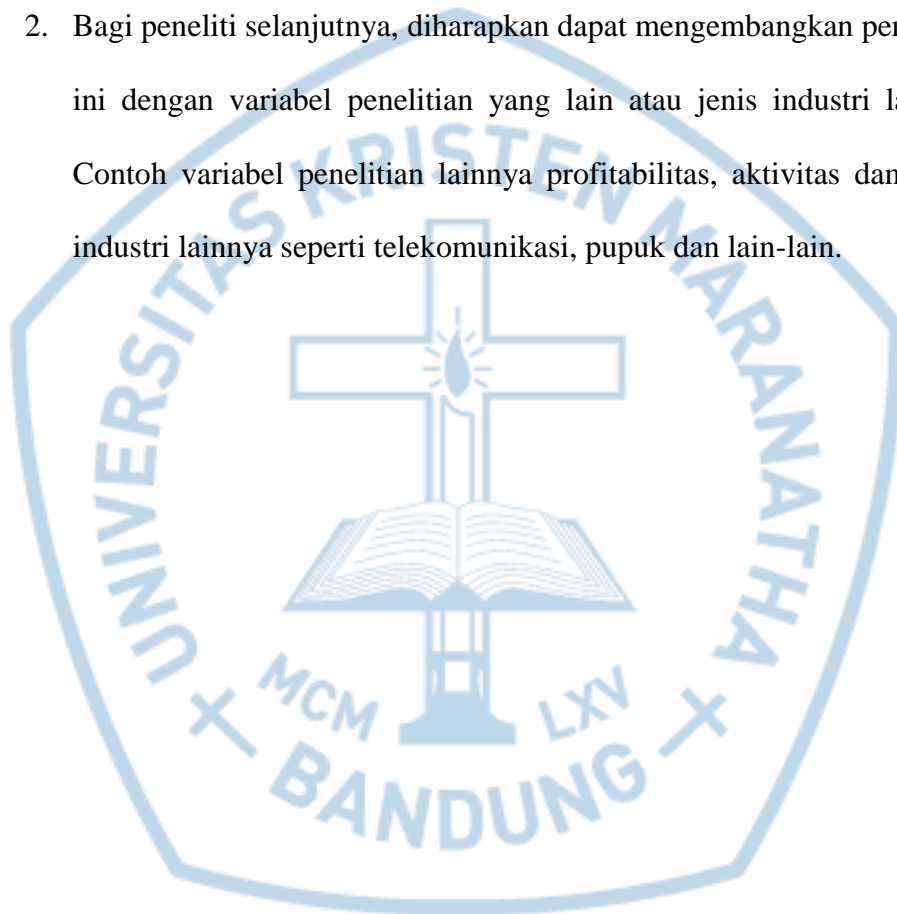 2. Bagi peneliti selanjutnya, diharapkan dapat mengembangkan
ini dengan variabel penelitian yang lain atau jenis industri
Contoh variabel penelitian lainnya profitabilitas, aktivitas dan
industri lainnya seperti telekomunikasi, pupuk dan lain-lain.
UNIVERSITAS KRISTEN MARANATHA
MCM LXV
BANDUNG